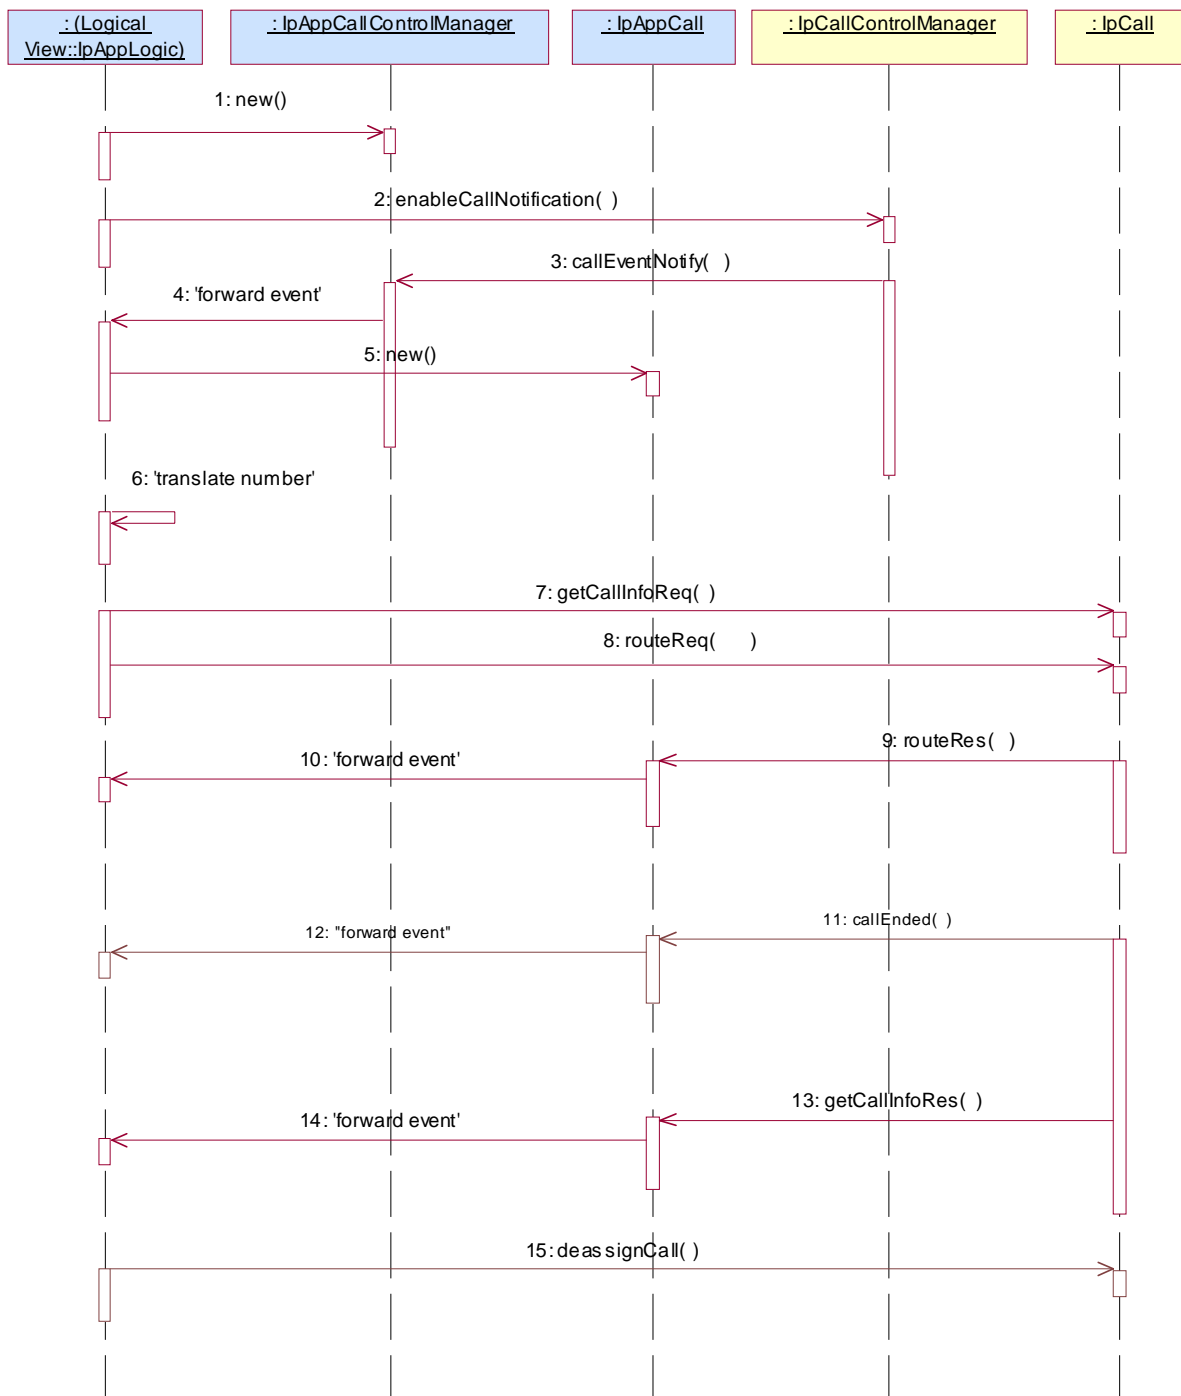 : (Logical
View::IpAppLogic)
: IpAppCallControlManager
: IpAppCall
: IpCallControlManager
: IpCall
1: new()
2: enableCallNotification( )
3: callEventNotify( )
4: 'forward event'
5: new()
6: 'translate number'
7: getCallInfoReq( )
8: routeReq( )
9: routeRes( )
10: 'forward event'
11: callEnded( )
12: "forward event"
13: getCallInfoRes( )
14: 'forward event'
15: deassignCall( )